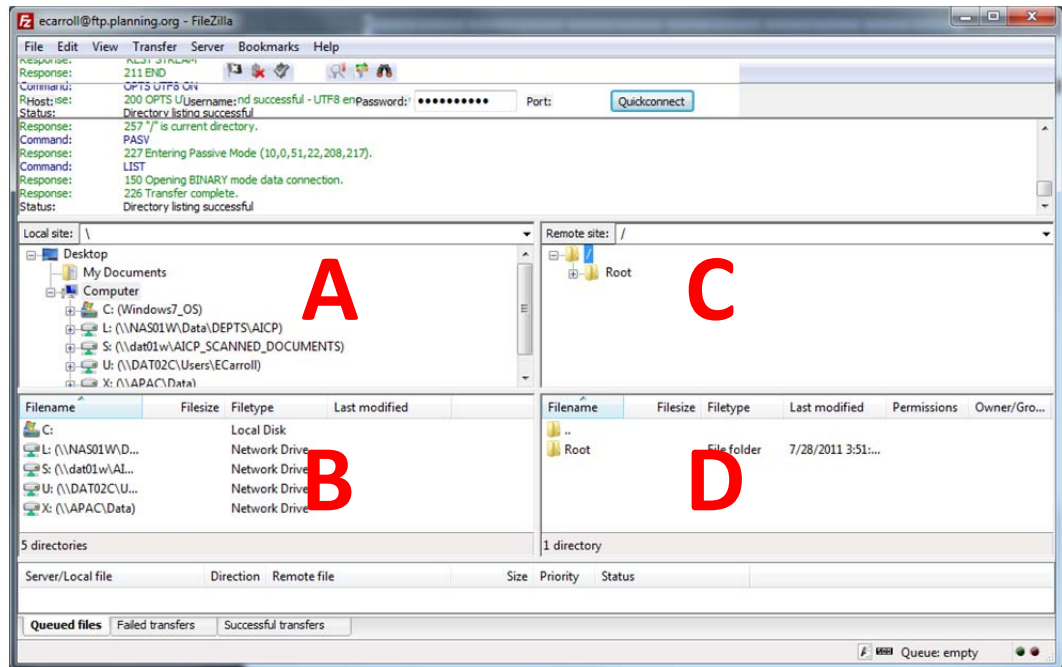 ecarroll@ftp.planning.org - FileZilla
File Edit View Transfer Server Bookmarks Help
Response: REST STREAM
Response: 211 END
Command: OPTS UTF8 ON
Host: 200 OPTS U Username: nd successful - UTF8 en Password: ●●●●●●●●●● Port: Quickconnect
Status: Directory listing successful
Response: 257 "/" is current directory.
Command: PASV
Response: 227 Entering Passive Mode (10,0,51,22,208,217).
Command: LIST
Response: 150 Opening BINARY mode data connection.
Response: 226 Transfer complete.
Status: Directory listing successful
Local site: \
Desktop
My Documents
Computer
C: (Windows7_OS)
L: (\\NAS01W\Data\DEPTS\AICP)
S: (\\dat01w\AICP_SCANNED_DOCUMENTS)
U: (\\DAT02C\Users\ECarroll)
X: (\\APAC\Data)
A
Remote site: /
/
Root
C
Filename Filesize Filetype Last modified
C: Local Disk
L: (\\NAS01W\D... Network Drive
S: (\\dat01w\AI... Network Drive
U: (\\DAT02C\U... Network Drive
X: (\\APAC\Data) Network Drive
B
5 directories
Filename Filesize Filetype Last modified Permissions Owner/Gro...
..
Root File folder 7/28/2011 3:51:...
D
1 directory
Server/Local file Direction Remote file Size Priority Status
Queued files Failed transfers Successful transfers
Queue: empty